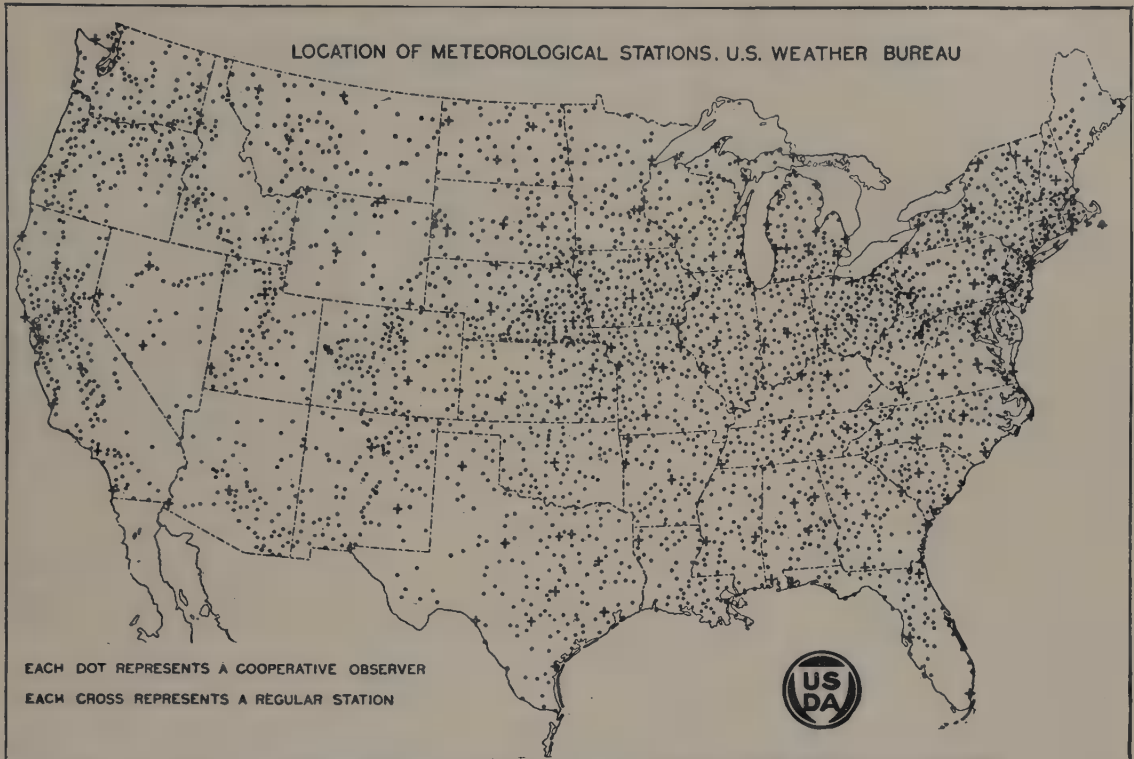 LOCATION OF METEOROLOGICAL STATIONS. U.S. WEATHER BUREAU
EACH DOT REPRESENTS A COOPERATIVE OBSERVER
EACH CROSS REPRESENTS A REGULAR STATION
US
DA